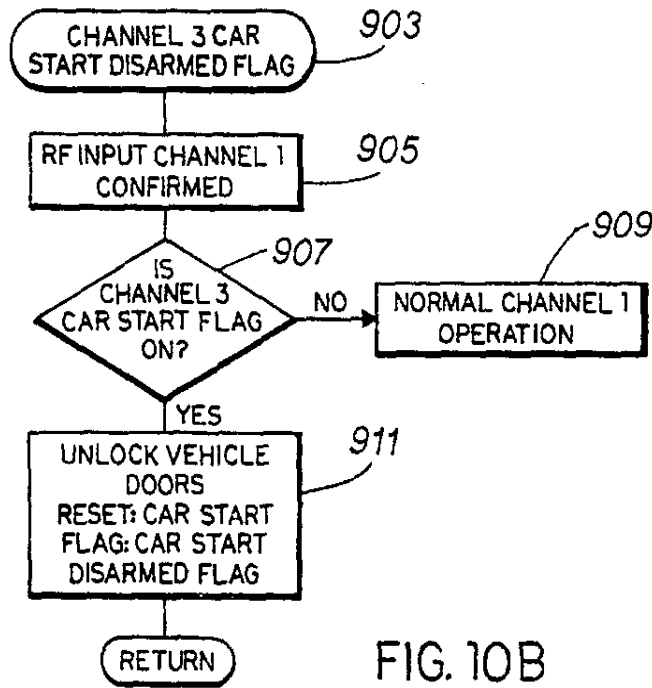 CHANNEL 3 CAR
START DISARMED FLAG
903
RF INPUT CHANNEL 1
CONFIRMED
905
IS
CHANNEL 3
CAR START FLAG
ON?
907
NO
NORMAL CHANNEL 1
OPERATION
909
YES
UNLOCK VEHICLE
DOORS
RESET: CAR START
FLAG: CAR START
DISARMED FLAG
911
RETURN
FIG. 10B